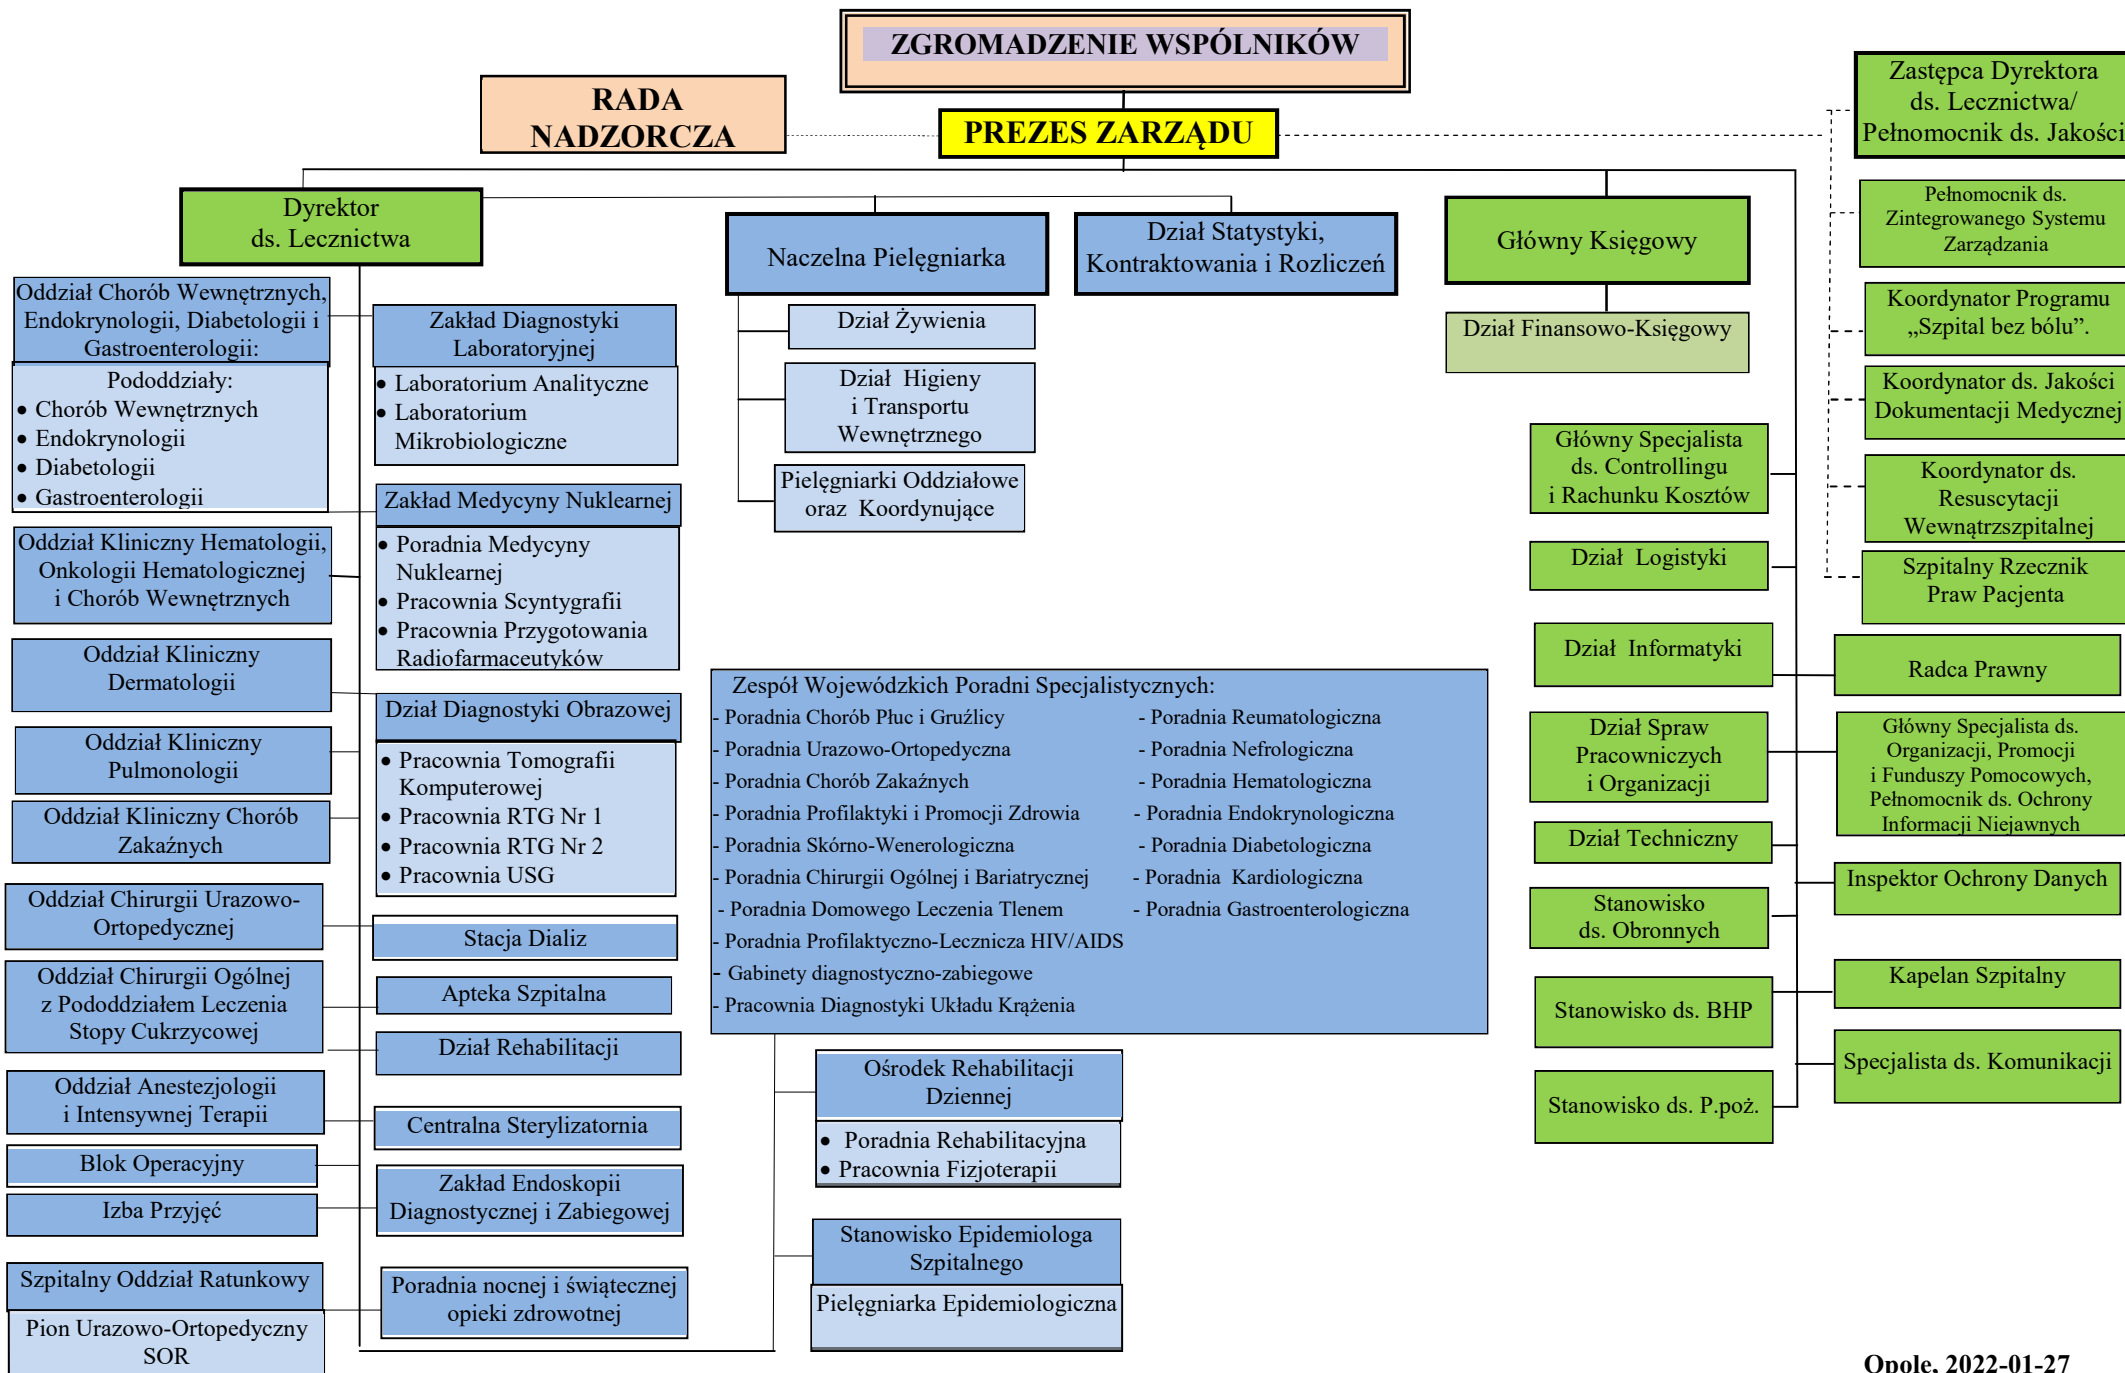 ZGROMADZENIE WSPÓLNIKÓW
RADA
NADZORCZA
PREZES ZARZĄDU
Zastępca Dyrektora
ds. Lecznictwa/
Pełnomocnik ds. Jakości
Dyrektor
ds. Lecznictwa
Naczelna Pielęgniarka
Dział Statystyki,
Kontraktowania i Rozliczeń
Główny Księgowy
Pełnomocnik ds.
Zintegrowanego Systemu
Zarządzania
Koordynator Programu
„Szpital bez bólu”.
Koordynator ds. Jakości
Dokumentacji Medycznej
Koordynator ds.
Resuscytacji
Wewnątrzszpitalnej
Szpitalny Rzecznik
Praw Pacjenta
Oddział Chorób Wewnętrznych,
Endokrynologii, Diabetologii i
Gastroenterologii:
Pododdziały:
• Chorób Wewnętrznych
• Endokrynologii
• Diabetologii
• Gastroenterologii
Oddział Kliniczny Hematologii,
Onkologii Hematologicznej
i Chorób Wewnętrznych
Oddział Kliniczny
Dermatologii
Oddział Kliniczny
Pulmonologii
Oddział Kliniczny Chorób
Zakaźnych
Oddział Chirurgii Urazowo-
Ortopedycznej
Oddział Chirurgii Ogólnej
z Pododdziałem Leczenia
Stopy Cukrzycowej
Oddział Anestezjologii
i Intensywnej Terapii
Blok Operacyjny
Izba Przyjęć
Szpitalny Oddział Ratunkowy
Pion Urazowo-Ortopedyczny
SOR
Zakład Diagnostyki
Laboratoryjnej
• Laboratorium Analityczne
• Laboratorium
Mikrobiologiczne
Zakład Medycyny Nuklearnej
• Poradnia Medycyny
Nuklearnej
• Pracownia Scyntygrafii
• Pracownia Przygotowania
Radiofarmaceutyków
Dział Diagnostyki Obrazowej
• Pracownia Tomografii
Komputerowej
• Pracownia RTG Nr 1
• Pracownia RTG Nr 2
• Pracownia USG
Stacja Dializ
Apteka Szpitalna
Dział Rehabilitacji
Centralna Sterylizatornia
Zakład Endoskopii
Diagnostycznej i Zabiegowej
Poradnia nocnej i świątecznej
opieki zdrowotnej
Dział Żywienia
Dział Higieny
i Transportu
Wewnętrznego
Pielęgniarki Oddziałowe
oraz Koordynujące
Zespół Wojewódzkich Poradni Specjalistycznych:
- Poradnia Chorób Płuc i Gruźlicy
- Poradnia Urazowo-Ortopedyczna
- Poradnia Chorób Zakaźnych
- Poradnia Profilaktyki i Promocji Zdrowia
- Poradnia Skórno-Wenerologiczna
- Poradnia Chirurgii Ogólnej i Bariatrycznej
- Poradnia Domowego Leczenia Tlenem
- Poradnia Profilaktyczno-Lecznicza HIV/AIDS
- Gabinety diagnostyczno-zabiegowe
- Pracownia Diagnostyki Układu Krążenia
- Poradnia Reumatologiczna
- Poradnia Nefrologiczna
- Poradnia Hematologiczna
- Poradnia Endokrynologiczna
- Poradnia Diabetologiczna
- Poradnia Kardiologiczna
- Poradnia Gastroenterologiczna
Ośrodek Rehabilitacji
Dziennej
• Poradnia Rehabilitacyjna
• Pracownia Fizjoterapii
Stanowisko Epidemiologa
Szpitalnego
Pielęgniarka Epidemiologiczna
Dział Finansowo-Księgowy
Główny Specjalista
ds. Controllingu
i Rachunku Kosztów
Dział Logistyki
Dział Informatyki
Dział Spraw
Pracowniczych
i Organizacji
Dział Techniczny
Stanowisko
ds. Obronnych
Stanowisko ds. BHP
Stanowisko ds. P.poż.
Radca Prawny
Główny Specjalista ds.
Organizacji, Promocji
i Funduszy Pomocowych,
Pełnomocnik ds. Ochrony
Informacji Niejawnych
Inspektor Ochrony Danych
Kapelan Szpitalny
Specjalista ds. Komunikacji
Opole, 2022-01-27